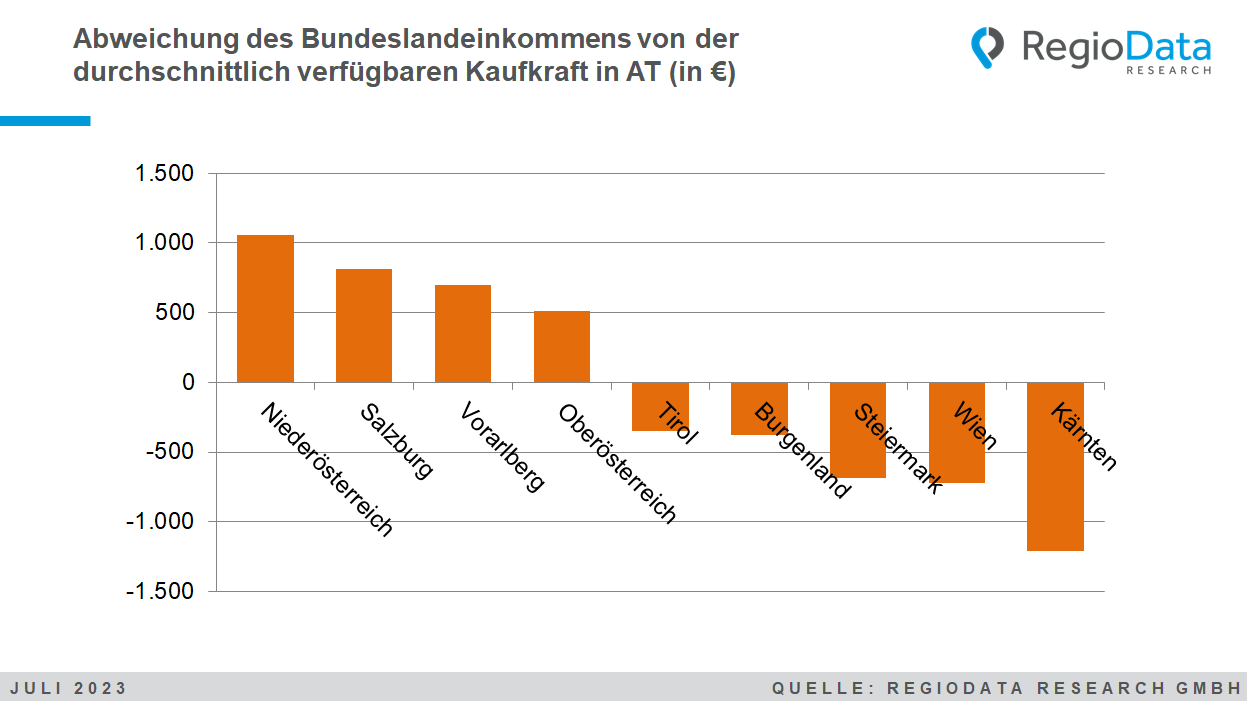 Abweichung des Bundeslandeinkommens von der
durchschnittlich verfügbaren Kaufkraft in AT (in €)
RegioData
RESEARCH
1.500
1.000
500
0
-500
-1.000
-1.500
Niederösterreich
Salzburg
Vorarlberg
Oberösterreich
Tirol
Burgenland
Steiermark
Wien
Kärnten
JULI 2023
QUELLE: REGIODATA RESEARCH GMBH